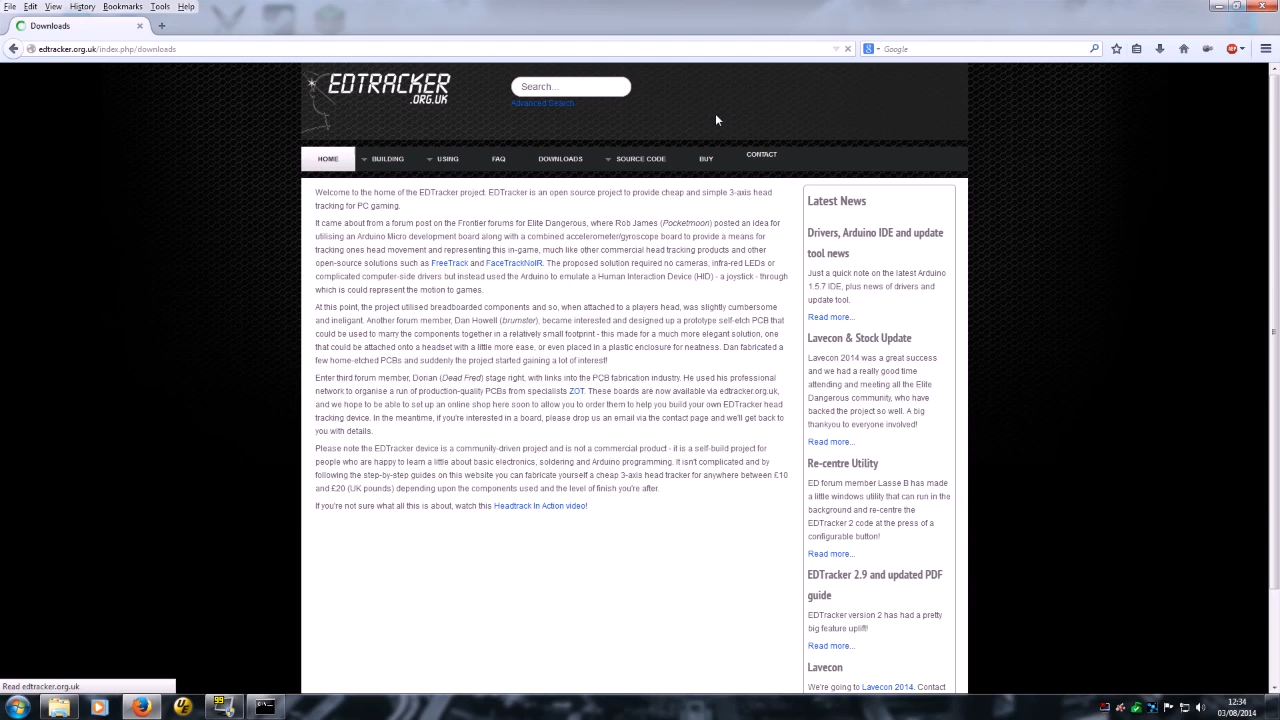 File Edit View History Bookmarks Tools Help
Downloads
edtracker.org.uk/index.php/downloads
Google
EDTRACKER
.ORG.UK
Search...
Advanced Search
HOME BUILDING USING FAQ DOWNLOADS SOURCE CODE BUY CONTACT
Welcome to the home of the EDTracker project. EDTracker is an open source project to provide cheap and simple 3-axis head
tracking for PC gaming.
It came about from a forum post on the Frontier forums for Elite Dangerous, where Rob James (Pocketmoon) posted an idea for
utilising an Arduino Micro development board along with a combined accelerometer/gyroscope board to provide a means for
tracking ones head movement and representing this in-game, much like other commercial head tracking products and other
open-source solutions such as FreeTrack and FaceTrackNoIR. The proposed solution required no cameras, infra-red LEDs or
complicated computer-side drivers but instead used the Arduino to emulate a Human Interaction Device (HID) - a joystick - through
which is could represent the motion to games.
At this point, the project utilised breadboarded components and so, when attached to a players head, was slightly cumbersome
and ineligant. Another forum member, Dan Howell (brumster), became interested and designed up a prototype self-etch PCB that
could be used to marry the components together in a relatively small footprint - this made for a much more elegant solution, one
that could be attached onto a headset with a little more ease, or even placed in a plastic enclosure for neatness. Dan fabricated a
few home-etched PCBs and suddenly the project started gaining a lot of interest!
Enter third forum member, Dorian (Dead Fred) stage right, with links into the PCB fabrication industry. He used his professional
network to organise a run of production-quality PCBs from specialists ZOT. These boards are now available via edtracker.org.uk,
and we hope to be able to set up an online shop here soon to allow you to order them to help you build your own EDTracker head
tracking device. In the meantime, if you're interested in a board, please drop us an email via the contact page and we'll get back to
you with details.
Please note the EDTracker device is a community-driven project and is not a commercial product - it is a self-build project for
people who are happy to learn a little about basic electronics, soldering and Arduino programming. It isn't complicated and by
following the step-by-step guides on this website you can fabricate yourself a cheap 3-axis head tracker for anywhere between £10
and £20 (UK pounds) depending upon the components used and the level of finish you're after.
If you're not sure what all this is about, watch this Headtrack In Action video!
Latest News
Drivers, Arduino IDE and update
tool news
Just a quick note on the latest Arduino
1.5.7 IDE, plus news of drivers and
update tool.
Read more...
Lavecon & Stock Update
Lavecon 2014 was a great success
and we had a really good time
attending and meeting all the Elite
Dangerous community, who have
backed the project so well. A big
thankyou to everyone involved!
Read more...
Re-centre Utility
ED forum member Lasse B has made
a little windows utility that can run in the
background and re-centre the
EDTracker 2 code at the press of a
configurable button!
Read more...
EDTracker 2.9 and updated PDF
guide
EDTracker version 2 has had a pretty
big feature uplift!
Read more...
Lavecon
We're going to Lavecon 2014. Contact
Read edtracker.org.uk
99
12:34
03/08/2014